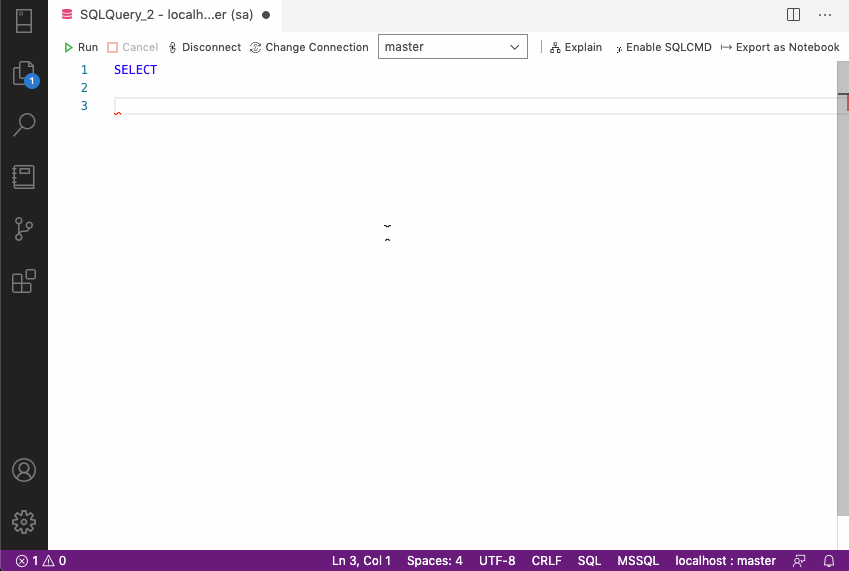 SQLQuery_2 - localh...er (sa)
Run Cancel Disconnect Change Connection master Explain Enable SQLCMD Export as Notebook
1 SELECT
2
3
1
1 0 Ln 3, Col 1 Spaces: 4 UTF-8 CRLF SQL MSSQL localhost : master